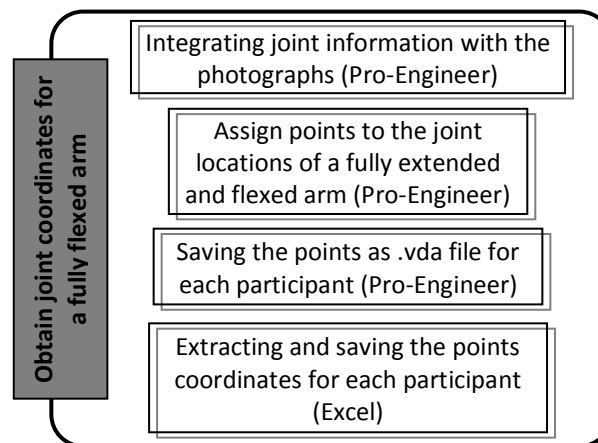 Obtain joint coordinates for
a fully flexed arm
Integrating joint information with the
photographs (Pro-Engineer)
Assign points to the joint
locations of a fully extended
and flexed arm (Pro-Engineer)
Saving the points as .vda file for
each participant (Pro-Engineer)
Extracting and saving the points
coordinates for each participant
(Excel)